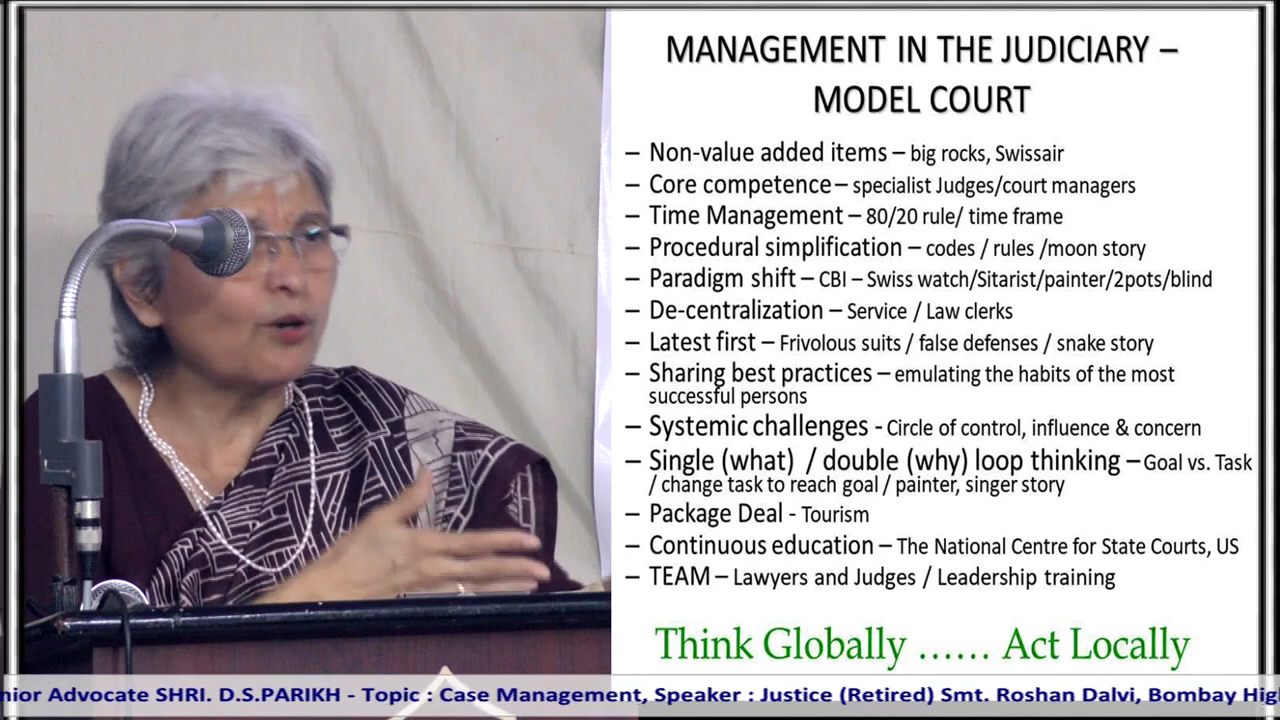 MANAGEMENT IN THE JUDICIARY –
MODEL COURT
– Non-value added items – big rocks, Swissair
– Core competence – specialist Judges/court managers
– Time Management – 80/20 rule/ time frame
– Procedural simplification – codes / rules /moon story
– Paradigm shift – CBI – Swiss watch/Sitarist/painter/2pots/blind
– De-centralization – Service / Law clerks
– Latest first – Frivolous suits / false defenses / snake story
– Sharing best practices – emulating the habits of the most
successful persons
– Systemic challenges - Circle of control, influence & concern
– Single (what) / double (why) loop thinking – Goal vs. Task
/ change task to reach goal / painter, singer story
– Package Deal - Tourism
– Continuous education – The National Centre for State Courts, US
– TEAM – Lawyers and Judges / Leadership training
Think Globally …… Act Locally
nior Advocate SHRI. D.S.PARIKH - Topic : Case Management, Speaker : Justice (Retired) Smt. Roshan Dalvi, Bombay Hig